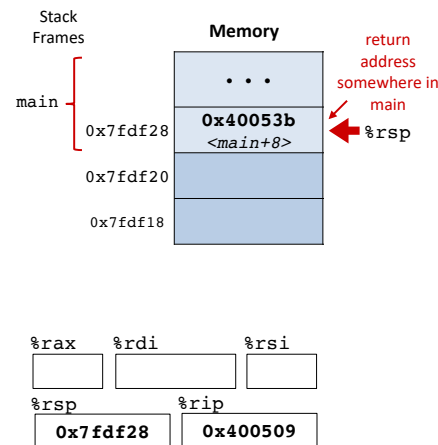 Stack
Frames
Memory
return
address
somewhere in
main
• • •
main
0x40053b
<main+8>
0x7fdf28
%rsp
0x7fdf20
0x7fdf18
%rax %rdi %rsi
%rsp %rip
0x7fdf28 0x400509